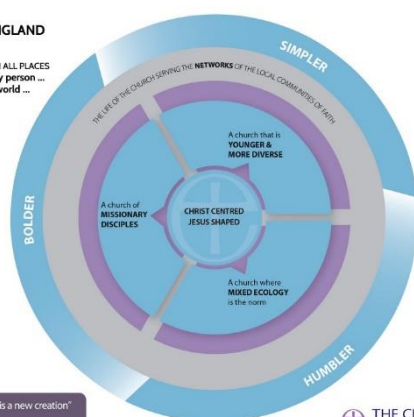 NGLAND
ALL PLACES
y person ...
world ...
SIMPLER
THE LIFE OF THE CHURCH SERVING THE NETWORKS OF THE LOCAL COMMUNITIES OF FAITH
A church that is
YOUNGER &
MORE DIVERSE
BOLDER
A church of
MISSIONARY
DISCIPLES
CHRIST CENTRED
JESUS SHAPED
A church where
MIXED ECOLOGY
is the norm
HUMBLER
is a new creation"
THE C